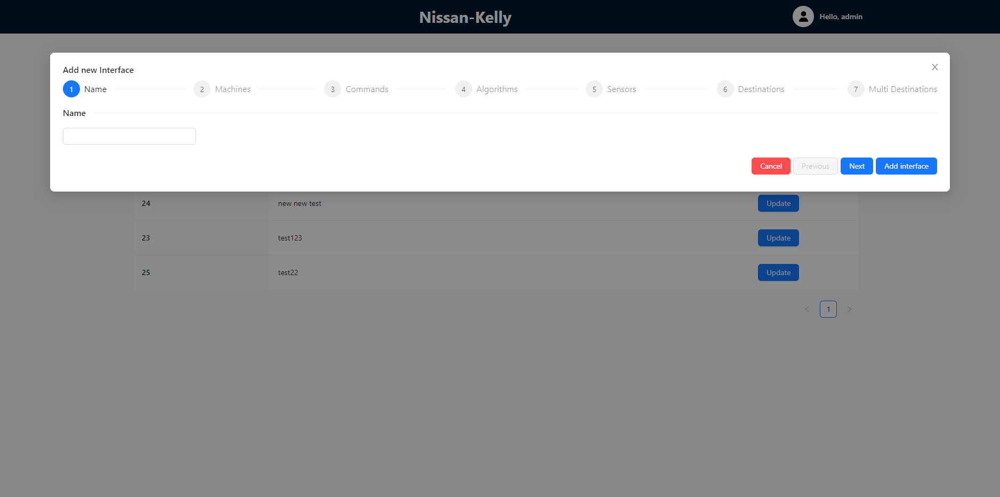 Nissan-Kelly
Hello, admin
Add new Interface
X
1 Name 2 Machines 3 Commands 4 Algorithms 5 Sensors 6 Destinations 7 Multi Destinations
Name
Cancel Previous Next Add interface
24 new new test Update
23 test123 Update
25 test22 Update
< 1 >